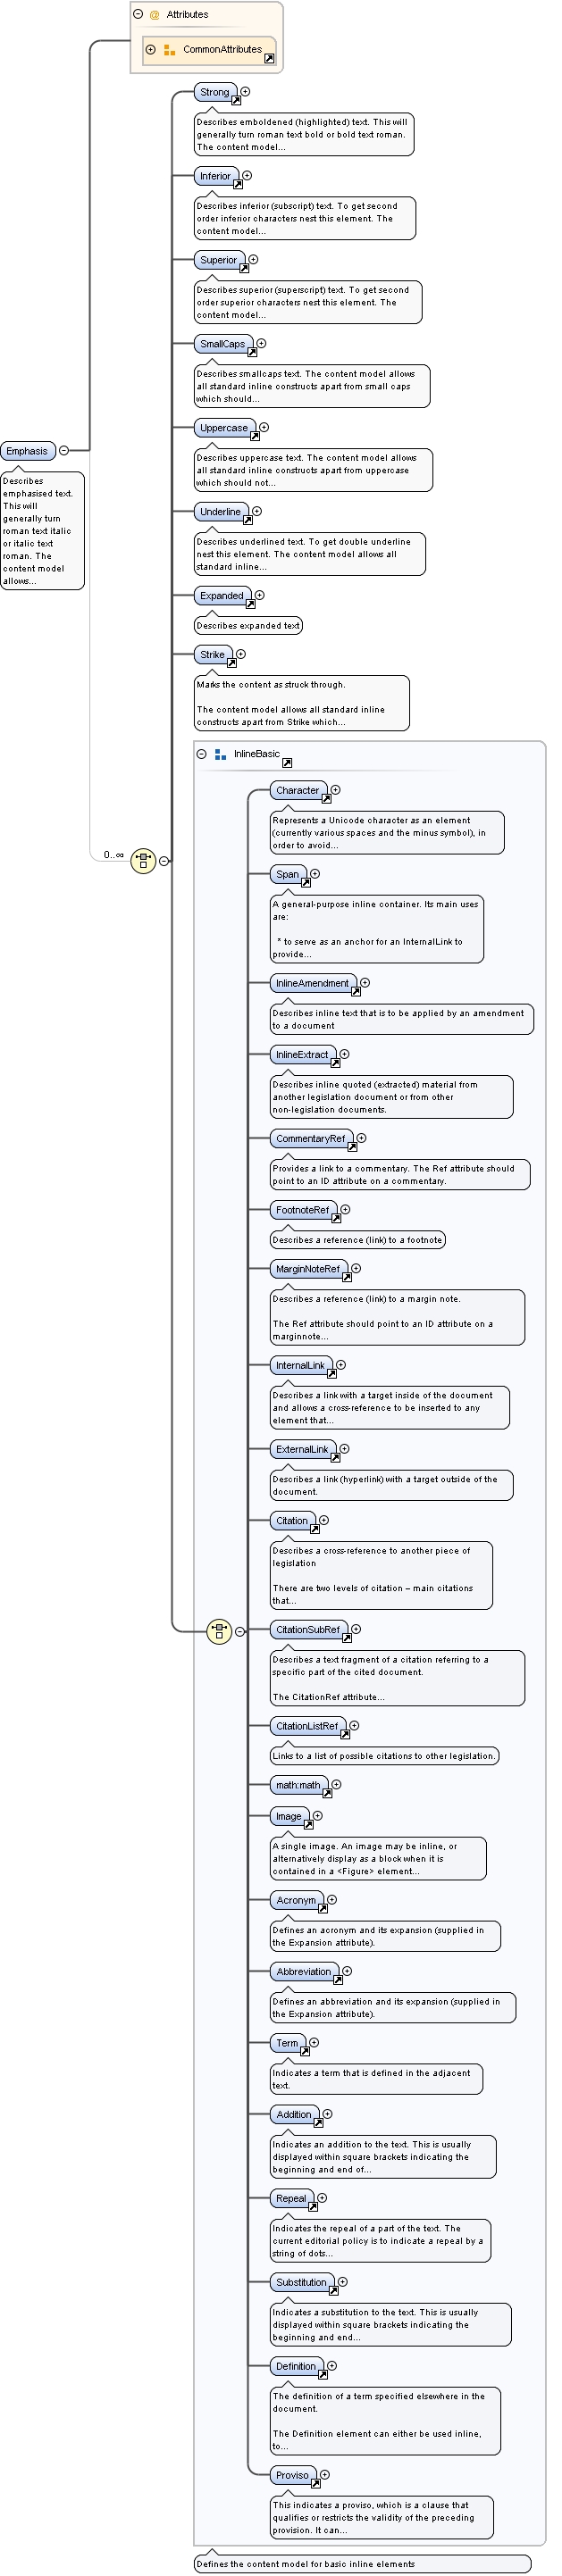 Attributes
CommonAttributes
Strong
Describes emboldened (highlighted) text. This will
generally turn roman text bold or bold text roman.
The content model...
Inferior
Describes inferior (subscript) text. To get second
order inferior characters nest this element. The
content model...
Superior
Describes superior (superscript) text. To get second
order superior characters nest this element. The
content model...
SmallCaps
Describes smallcaps text. The content model allows
all standard inline constructs apart from small caps
which should...
Uppercase
Describes uppercase text. The content model allows
all standard inline constructs apart from uppercase
which should not...
Emphasis
Describes
emphasised text.
This will
generally turn
roman text italic
or italic text
roman. The
content model
allows...
Underline
Describes underlined text. To get double underline
nest this element. The content model allows all
standard inline...
Expanded
Describes expanded text
Strike
Marks the content as struck through.
The content model allows all standard inline
constructs apart from Strike which...
InlineBasic
Character
Represents a Unicode character as an element
(currently various spaces and the minus symbol), in
order to avoid...
0..∞
Span
A general-purpose inline container. Its main uses
are:
* to serve as an anchor for an InternalLink to
provide...
InlineAmendment
Describes inline text that is to be applied by an amendment
to a document
InlineExtract
Describes inline quoted (extracted) material from
another legislation document or from other
non-legislation documents.
CommentaryRef
Provides a link to a commentary. The Ref attribute should
point to an ID attribute on a commentary.
FootnoteRef
Describes a reference (link) to a footnote
MarginNoteRef
Describes a reference (link) to a margin note.
The Ref attribute should point to an ID attribute on a
marginnote...
InternalLink
Describes a link with a target inside of the document
and allows a cross-reference to be inserted to any
element that...
ExternalLink
Describes a link (hyperlink) with a target outside of the
document.
Citation
Describes a cross-reference to another piece of
legislation
There are two levels of citation – main citations
that...
CitationSubRef
Describes a text fragment of a citation referring to a
specific part of the cited document.
The CitationRef attribute...
CitationListRef
Links to a list of possible citations to other legislation.
math:math
Image
A single image. An image may be inline, or
alternatively display as a block when it is
contained in a <Figure> element...
Acronym
Defines an acronym and its expansion (supplied in
the Expansion attribute).
Abbreviation
Defines an abbreviation and its expansion (supplied in
the Expansion attribute).
Term
Indicates a term that is defined in the adjacent
text.
Addition
Indicates an addition to the text. This is usually
displayed within square brackets indicating the
beginning and end of...
Repeal
Indicates the repeal of a part of the text. The
current editorial policy is to indicate a repeal by a
string of dots...
Substitution
Indicates a substitution to the text. This is usually
displayed within square brackets indicating the
beginning and end...
Definition
The definition of a term specified elsewhere in the
document.
The Definition element can either be used inline,
to...
Proviso
This indicates a proviso, which is a clause that
qualifies or restricts the validity of the preceding
provision. It can...
Defines the content model for basic inline elements